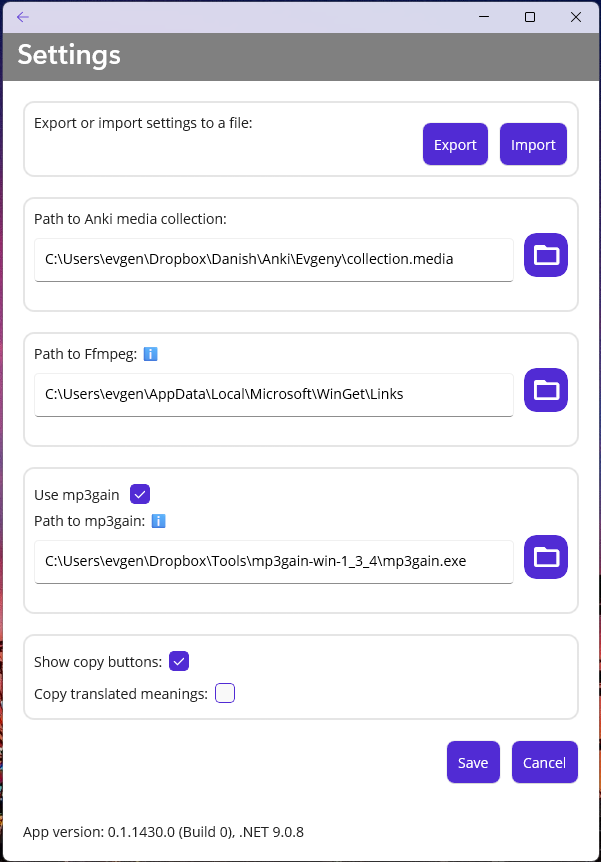 Settings
Export or import settings to a file:
Export Import
Path to Anki media collection:
C:\Users\evgen\Dropbox\Danish\Anki\Evgeny\collection.media
Path to Ffmpeg: ℹ️
C:\Users\evgen\AppData\Local\Microsoft\WinGet\Links
Use mp3gain
Path to mp3gain: ℹ️
C:\Users\evgen\Dropbox\Tools\mp3gain-win-1_3_4\mp3gain.exe
Show copy buttons:
Copy translated meanings:
Save Cancel
App version: 0.1.1430.0 (Build 0), .NET 9.0.8